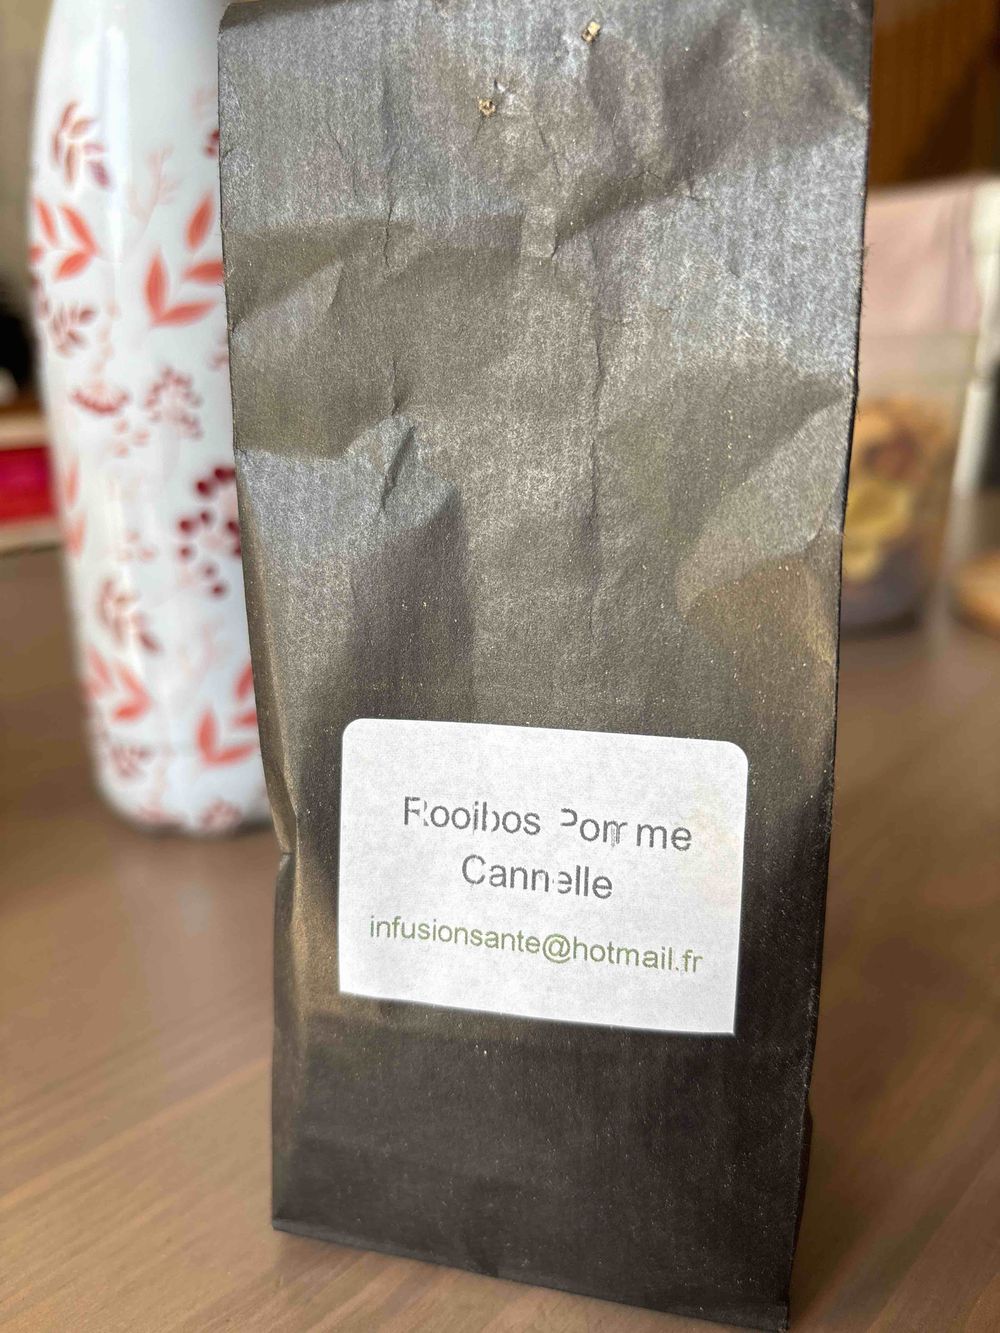 Rooibos Pomme
Cannelle
infusionsante@hotmail.fr